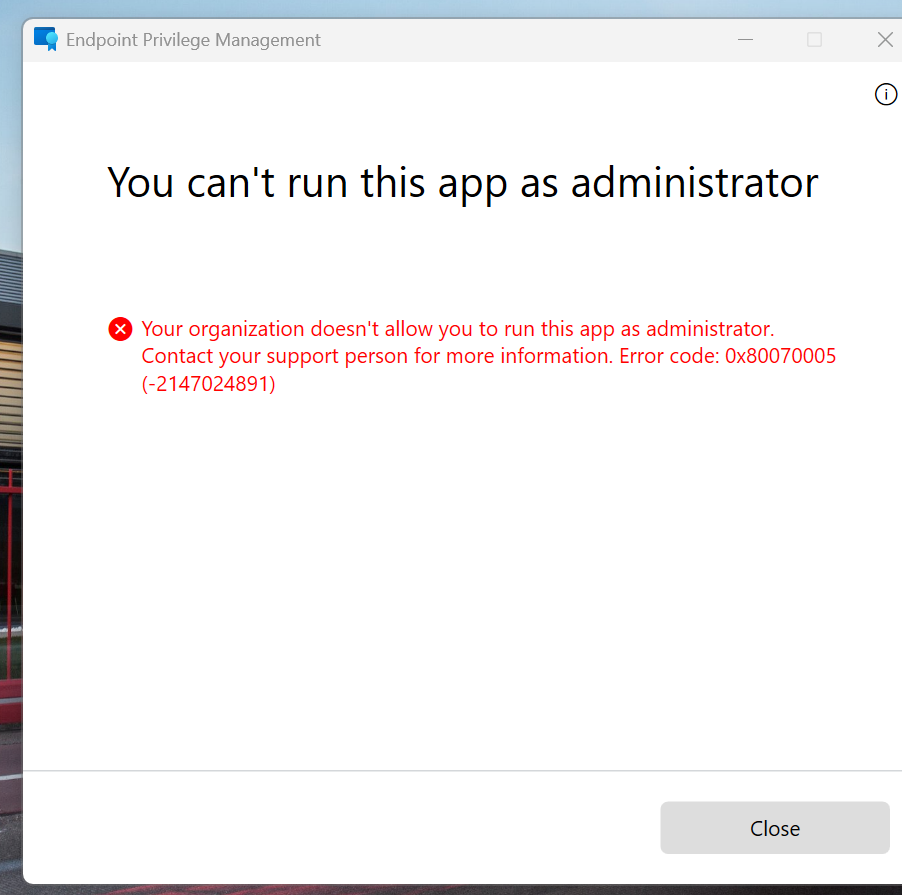 Endpoint Privilege Management
You can't run this app as administrator
Your organization doesn't allow you to run this app as administrator.
Contact your support person for more information. Error code: 0x80070005
(-2147024891)
Close